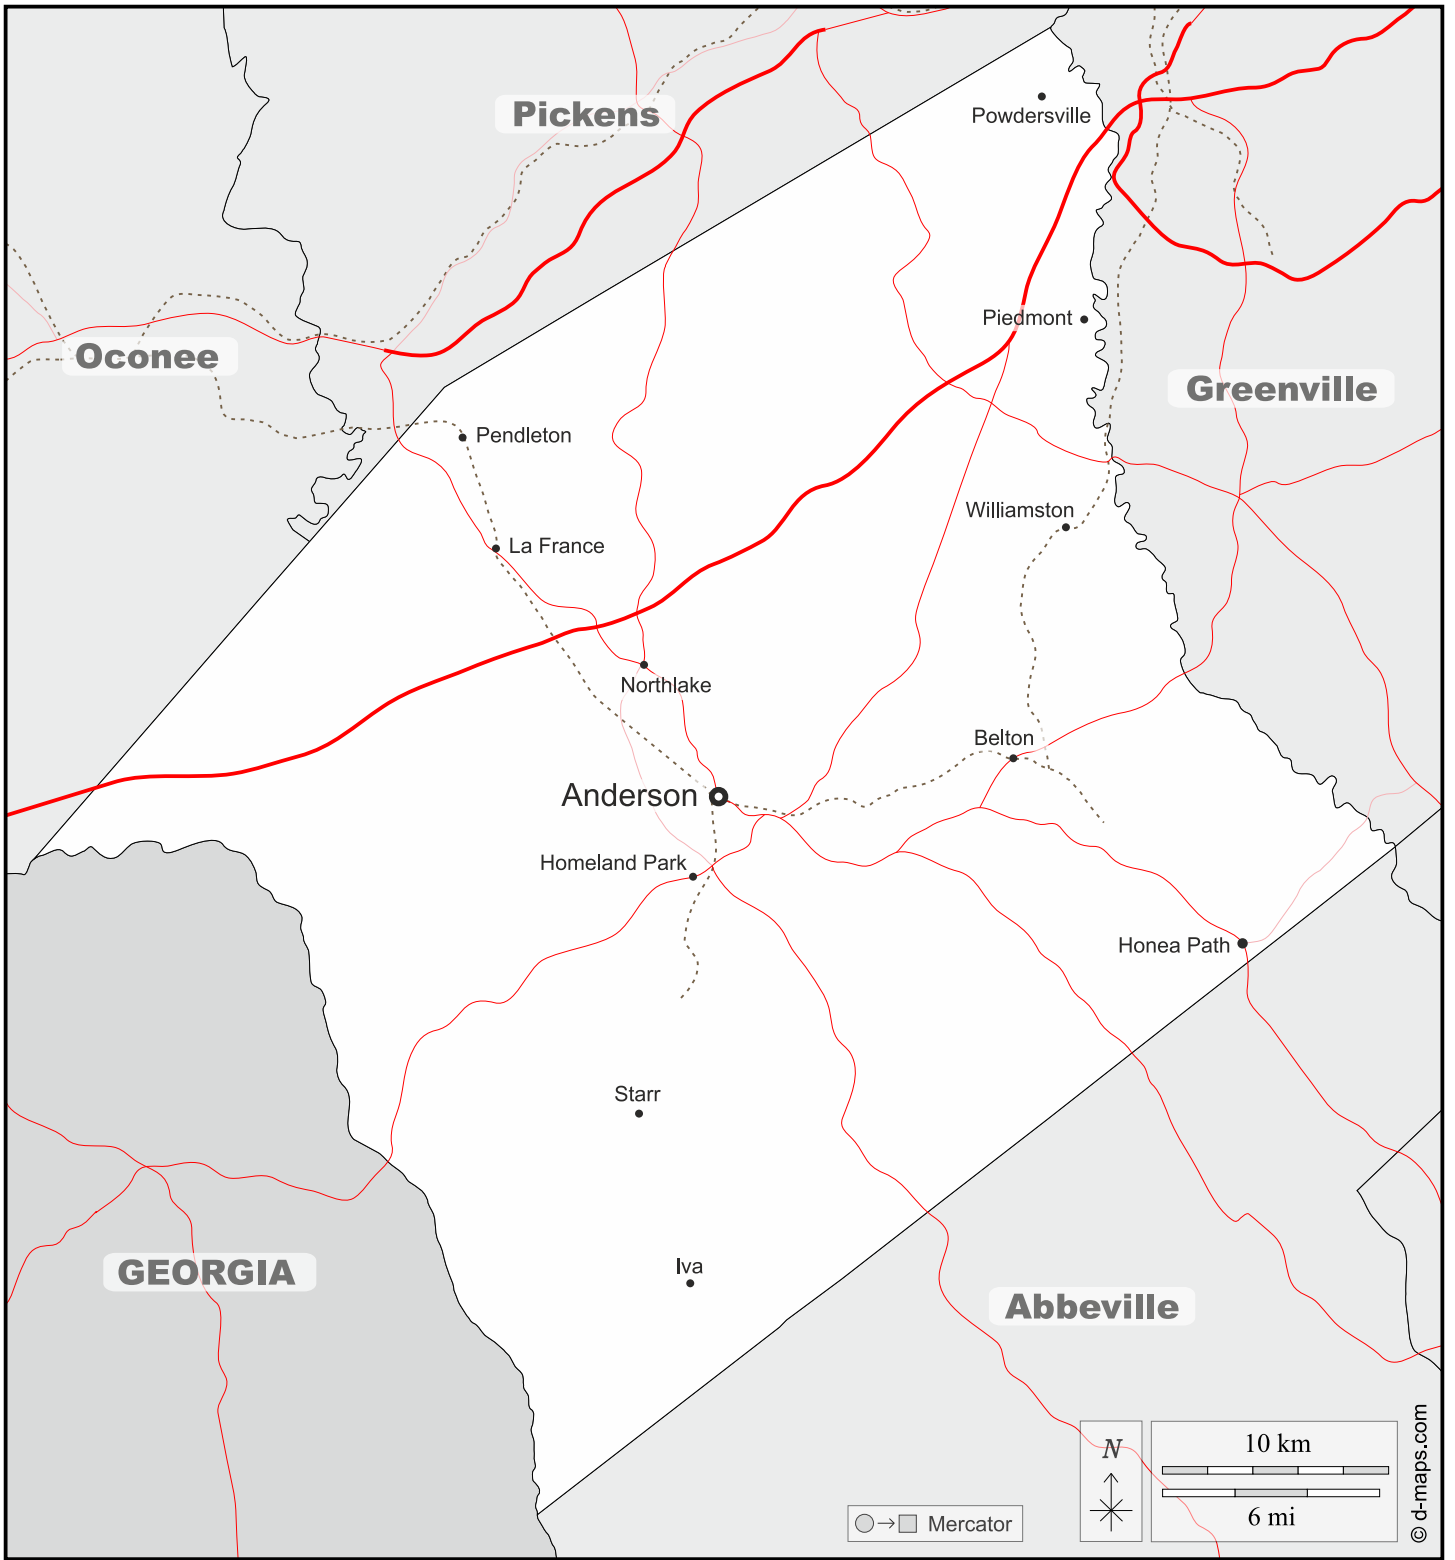 Powdersville
Pickens
Piedmont
Oconee
Greenville
Pendleton
Williamston
La France
Northlake
Belton
Anderson
Homeland Park
Honea Path
Starr
Iva
GEORGIA
Abbeville
N
10 km
6 mi
Mercator
© d-maps.com